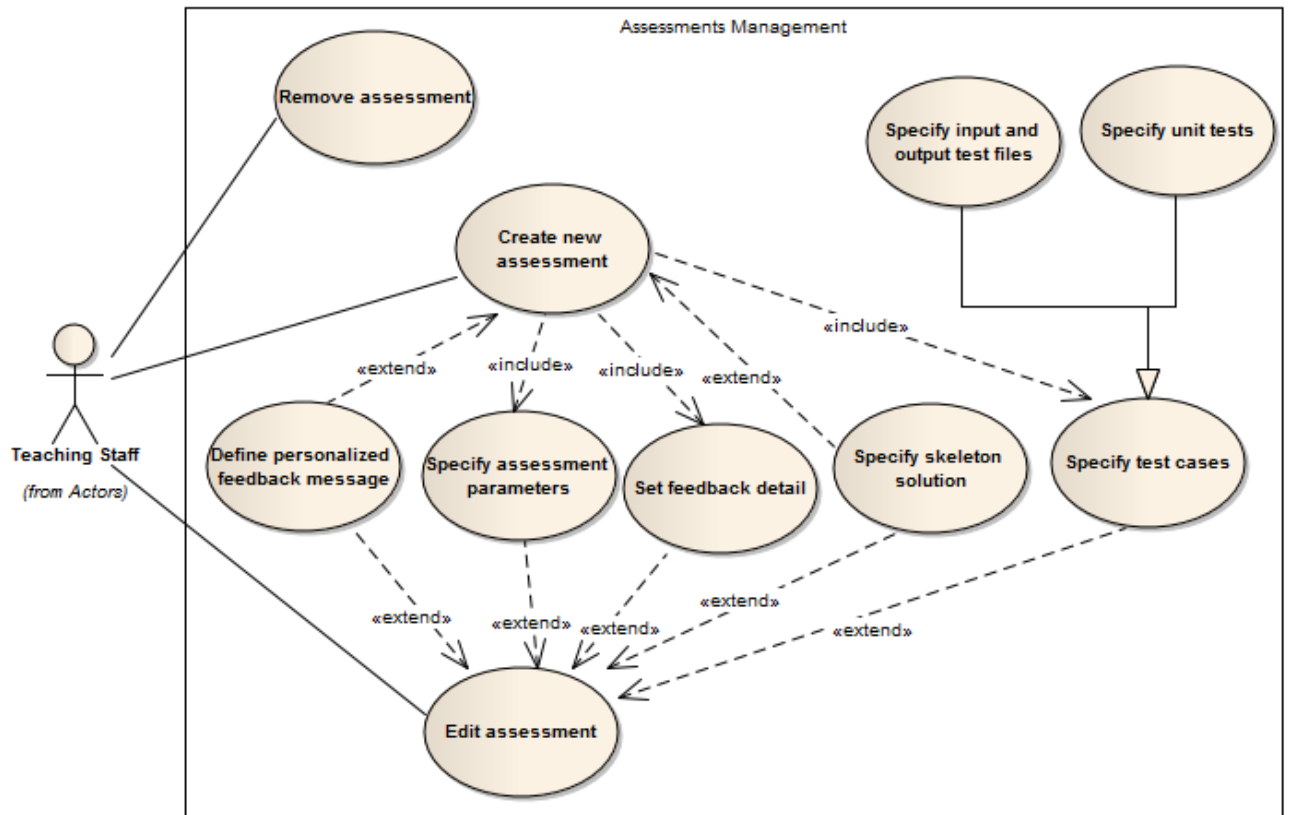 Assessments Management
Remove assessment
Specify input and
output test files
Specify unit tests
Create new
assessment
«include»
«extend»
«include»
«include»
«extend»
Teaching Staff
(from Actors)
Define personalized
feedback message
Specify assessment
parameters
Set feedback detail
Specify skeleton
solution
Specify test cases
«extend»
«extend»
«extend»
«extend»
«extend»
Edit assessment